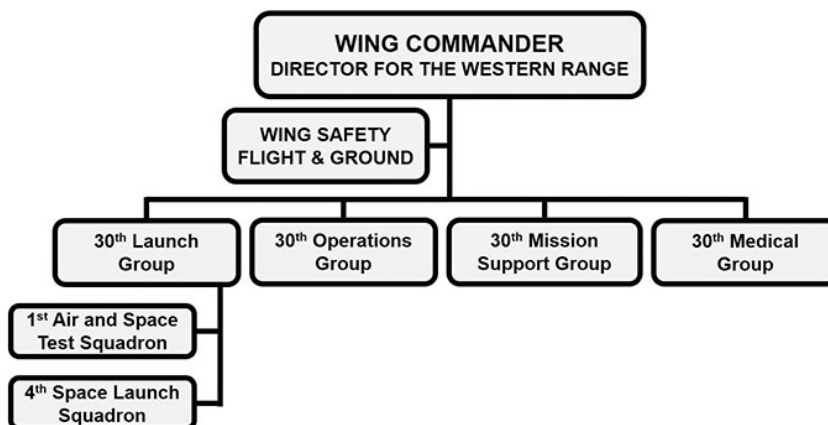 WING COMMANDER
DIRECTOR FOR THE WESTERN RANGE
WING SAFETY
FLIGHT & GROUND
30th Launch
Group
30th Operations
Group
30th Mission
Support Group
30th Medical
Group
1st Air and Space
Test Squadron
4th Space Launch
Squadron